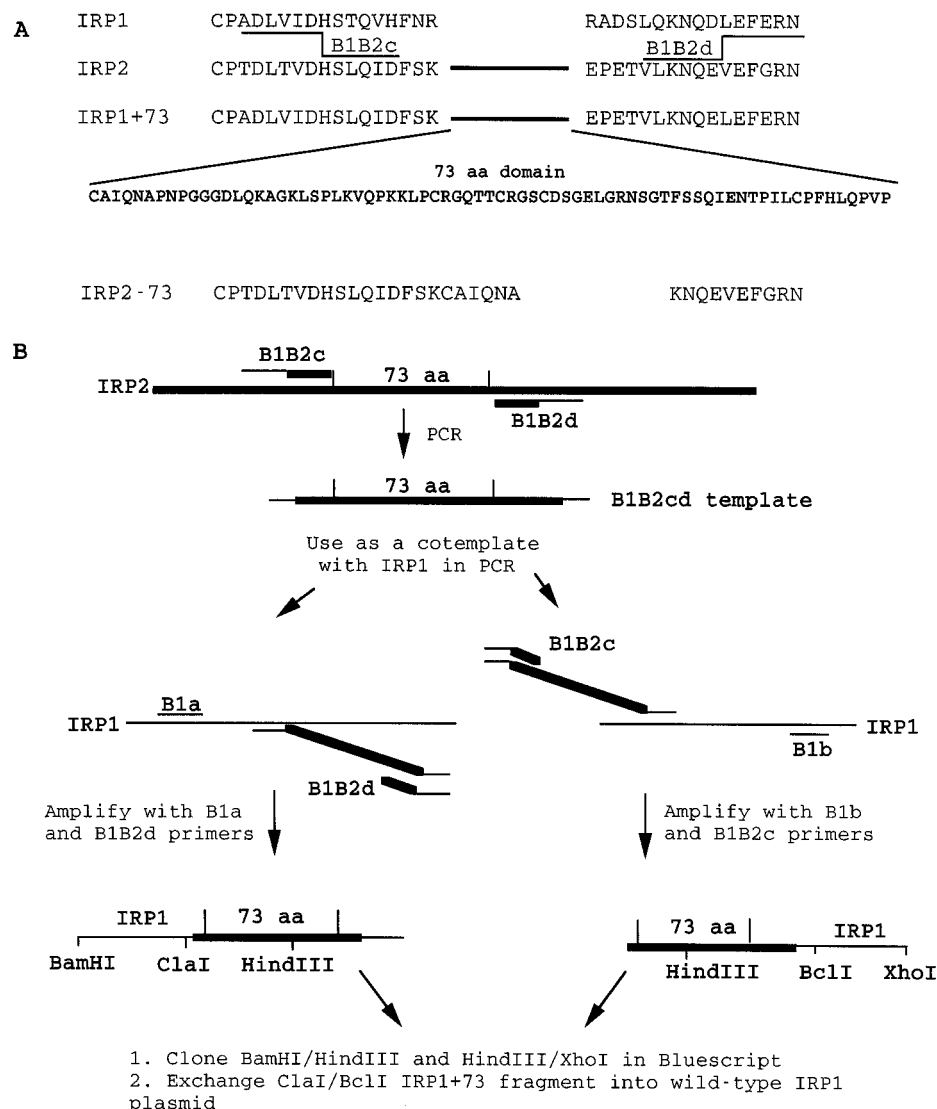 A
IRP1 CPADLVIDHSTQVHFNR RADSLQKNQDLEFERN
B1B2c B1B2d
IRP2 CPTDLTVDHSLQIDFSK EPETVLKNQEVEFGRN
IRP1+73 CPADLVIDHSLQIDFSK EPETVLKNQELEFERN
73 aa domain
CAIQNAPNPGGGDLQKAGKLSPLKVQPKKLPCRGQTTCRGSCDSGELGRNSGTFSSQIENTPILCPFHLQPVP
IRP2-73 CPTDLTVDHSLQIDFSKCAIQNA KNQEVEFGRN
B
B1B2c
IRP2 73 aa
B1B2d
PCR
73 aa
B1B2cd template
Use as a cotemplate
with IRP1 in PCR
B1B2c
B1a
IRP1 IRP1
B1b
B1B2d
Amplify with B1a
and B1B2d primers
Amplify with B1b
and B1B2c primers
IRP1 73 aa
BamHI ClaI HindIII
73 aa IRP1
HindIII BclI XhoI
1. Clone BamHI/HindIII and HindIII/XhoI in Bluescript
2. Exchange ClaI/BclI IRP1+73 fragment into wild-type IRP1
plasmid